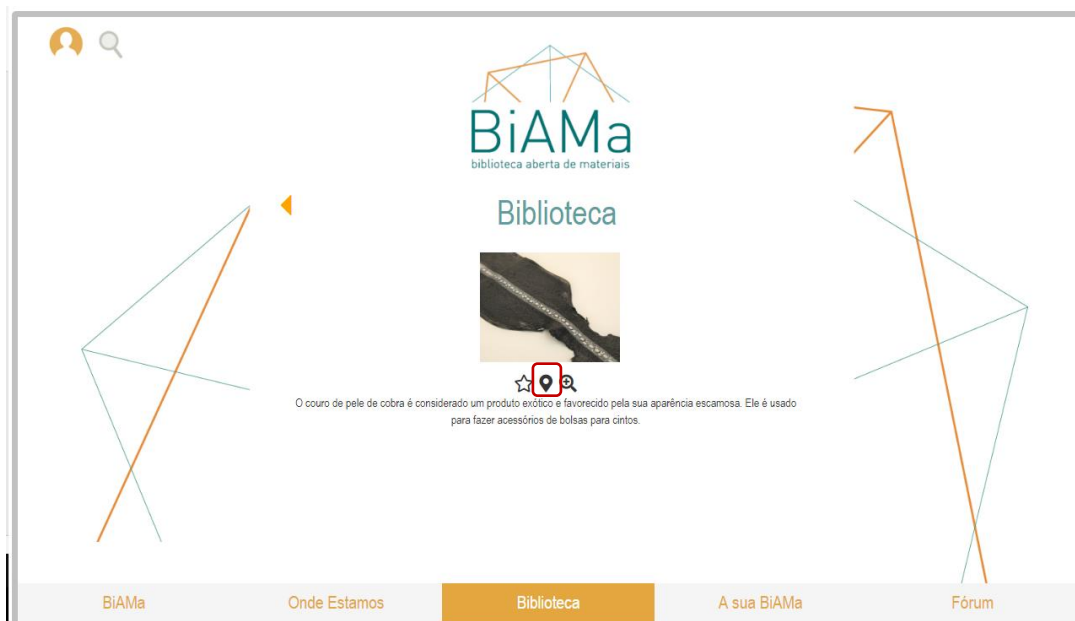 BiAMa
biblioteca aberta de materiais
Biblioteca
O couro de pele de cobra é considerado um produto exótico e favorecido pela sua aparência escamosa. Ele é usado
para fazer acessórios de bolsas para cintos.
BiAMa
Onde Estamos
Biblioteca
A sua BiAMa
Fórum